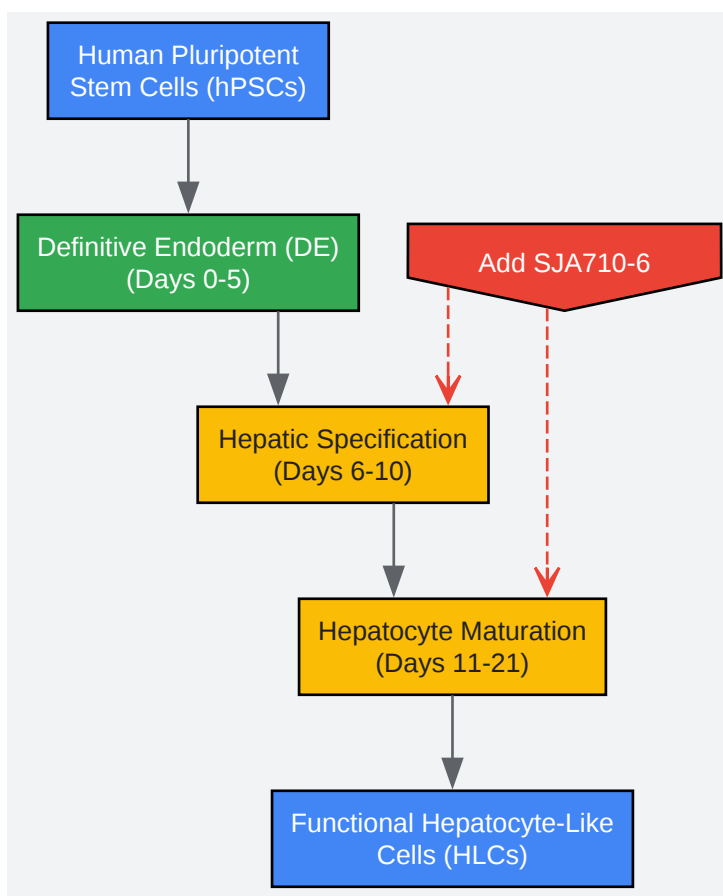 Human Pluripotent
Stem Cells (hPSCs)
Definitive Endoderm (DE)
(Days 0-5)
Add SJA710-6
Hepatic Specification
(Days 6-10)
Hepatocyte Maturation
(Days 11-21)
Functional Hepatocyte-Like
Cells (HLCs)